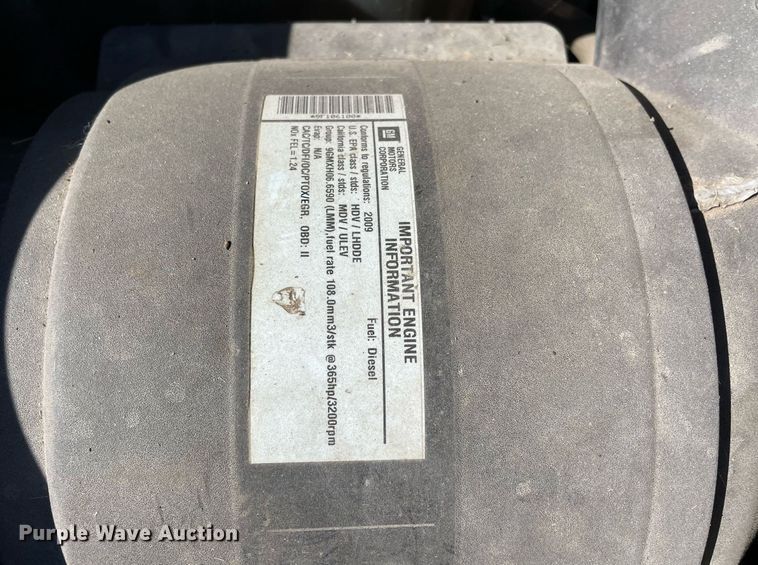 GM
GENERAL
MOTORS
CORPORATION
IMPORTANT ENGINE
INFORMATION
Conforms to regulations: 2009
Fuel: Diesel
U.S. EPA class / stds: HDV / LHDDE
California class / stds: MDV / ULEV
Group: 9GMXH06.6590 (LMM),fuel rate 108.0mm3/stk @365hp/3200rpm
Evap: N/A
CAC/TC/DFI/OC/PTOX/EGR, OBD: II
NOx FEL = 1.24
*9F106100*
Purple Wave Auction®